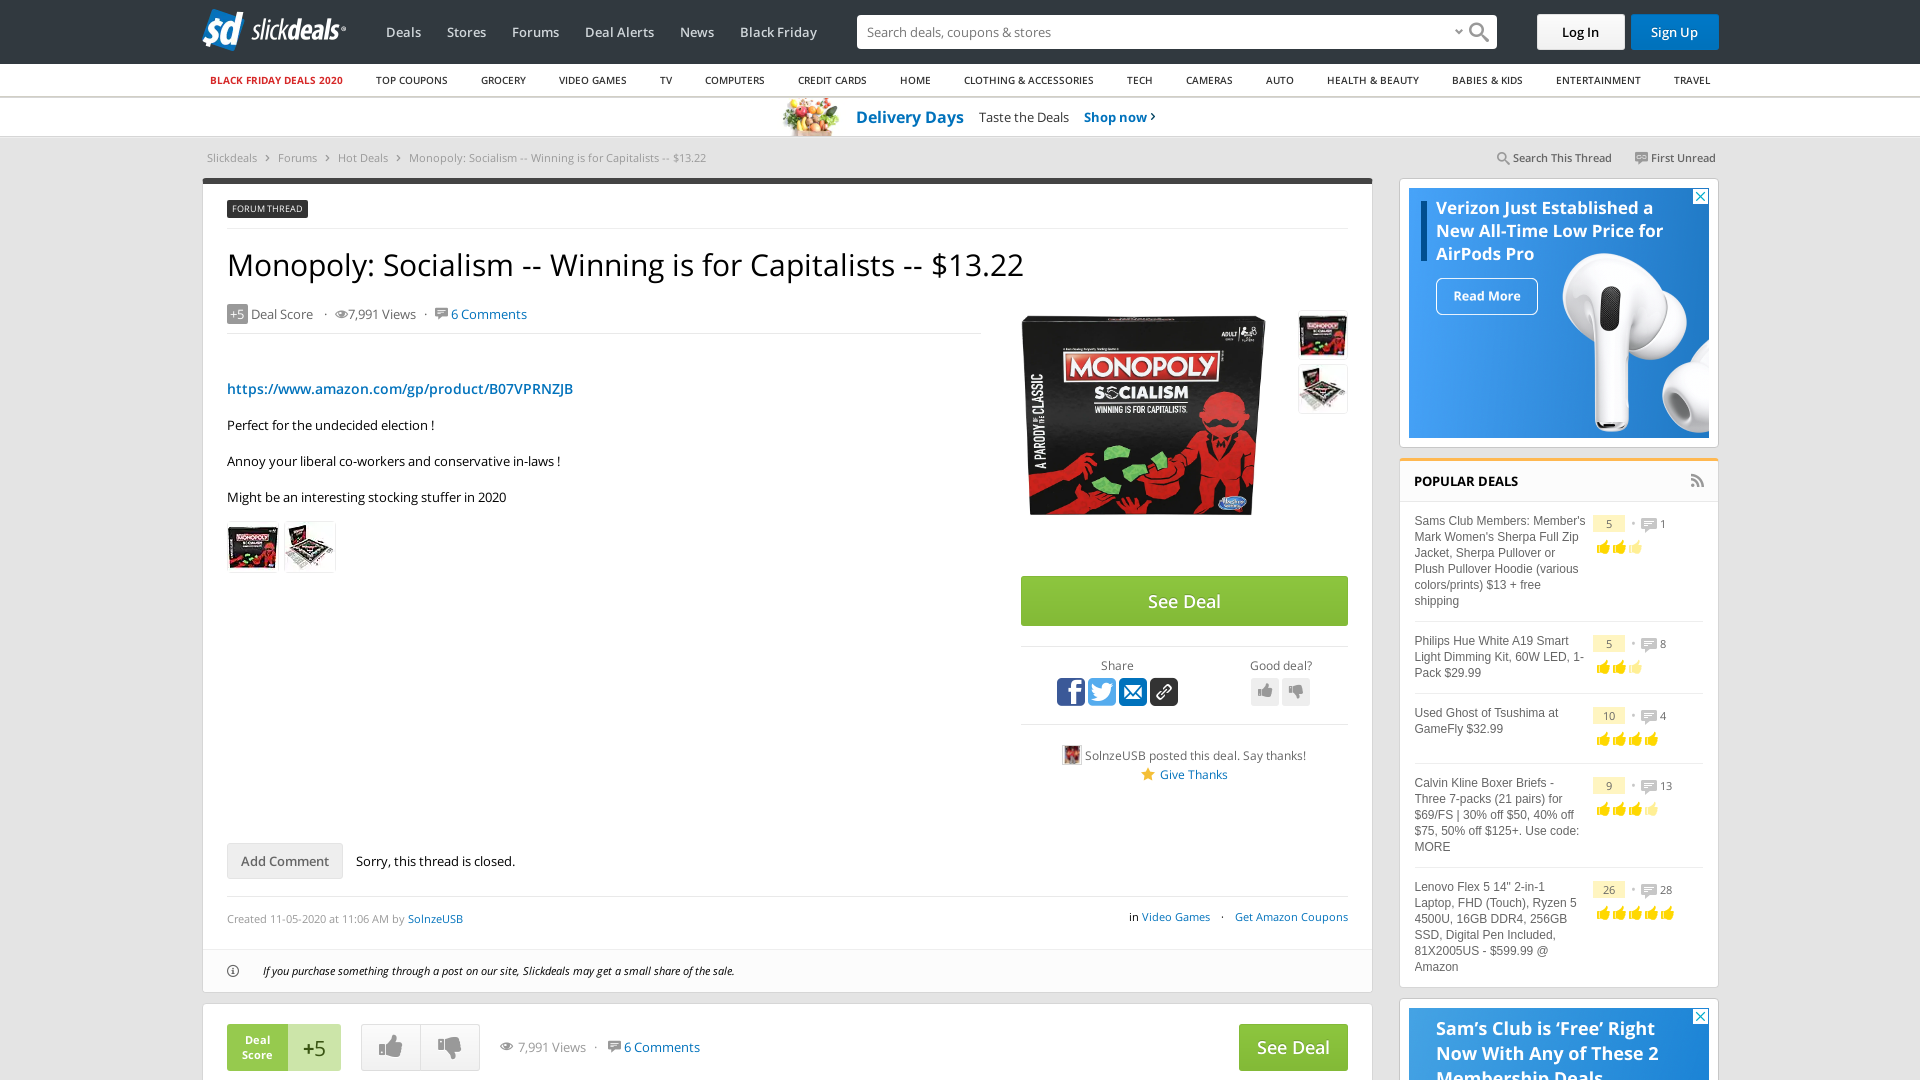 sd slickdeals
Deals Stores Forums Deal Alerts News Black Friday
Search deals, coupons & shopping
Log In Sign Up
BLACK FRIDAY DEALS 2020 TOP COUPONS GROCERY VIDEO GAMES TV COMPUTERS CREDIT CARDS HOME CLOTHING & ACCESSORIES TECH CAMERAS AUTO HEALTH & BEAUTY BABIES & KIDS ENTERTAINMENT TRAVEL
Delivery Days Taste the Deals Shop now
Slickdeals > Forums > Hot Deals > Monopoly: Socialism -- Winning is for Capitalists -- $13.22
Search This Thread First Unread
FORUM THREAD
Monopoly: Socialism -- Winning is for Capitalists -- $13.22
+5 Deal Score · 7,991 Views · 6 Comments
https://www.amazon.com/gp/product/B07VPRNZJB
Perfect for the undecided election !
Annoy your liberal co-workers and conservative in-laws !
Might be an interesting stocking stuffer in 2020
ADULT
MONOPOLY
SOCIALISM
WINNING IS FOR CAPITALISTS.
A PARODY OF THE CLASSIC
See Deal
Share
Good deal?
SolnzeUSB posted this deal. Say thanks!
Give Thanks
Add Comment
Sorry, this thread is closed.
Created 11-05-2020 at 11:06 AM by SolnzeUSB
in Video Games · Get Amazon Coupons
If you purchase something through a post on our site, Slickdeals may get a small share of the sale.
Deal
Score
+5
7,991 Views · 6 Comments
See Deal
Verizon Just Established a
New All-Time Low Price for
AirPods Pro
Read More
POPULAR DEALS
Sams Club Members: Member's
Mark Women's Sherpa Full Zip
Jacket, Sherpa Pullover or
Plush Pullover Hoodie (various
colors/prints) $13 + free
shipping
5 • 1
Philips Hue White A19 Smart
Light Dimming Kit, 60W LED, 1-
Pack $29.99
5 • 8
Used Ghost of Tsushima at
GameFly $32.99
10 • 4
Calvin Kline Boxer Briefs -
Three 7-packs (21 pairs) for
$69/FS | 30% off $50, 40% off
$75, 50% off $125+. Use code:
MORE
9 • 13
Lenovo Flex 5 14" 2-in-1
Laptop, FHD (Touch), Ryzen 5
4500U, 16GB DDR4, 256GB
SSD, Digital Pen Included,
81X2005US - $599.99 @
Amazon
26 • 28
Sam's Club is 'Free' Right
Now With Any of These 2
Membership Deals